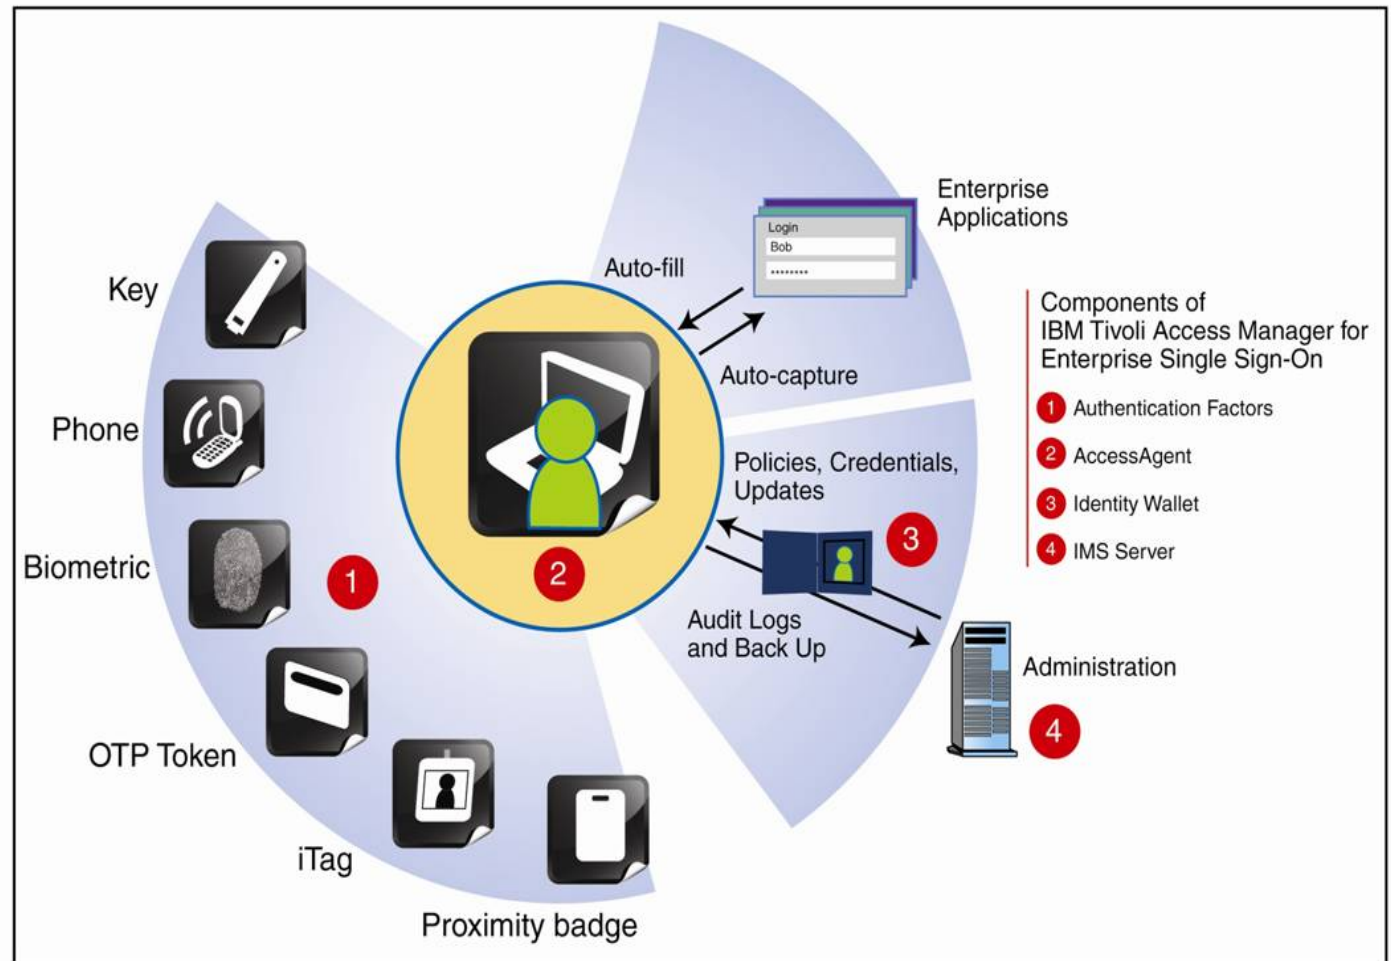 Enterprise
Applications
Login
Bob
••••••••
Auto-fill
Auto-capture
Key
Phone
Biometric
OTP Token
iTag
Proximity badge
1
2
Policies, Credentials,
Updates
3
Audit Logs
and Back Up
Administration
4
Components of
IBM Tivoli Access Manager for
Enterprise Single Sign-On
1 Authentication Factors
2 AccessAgent
3 Identity Wallet
4 IMS Server